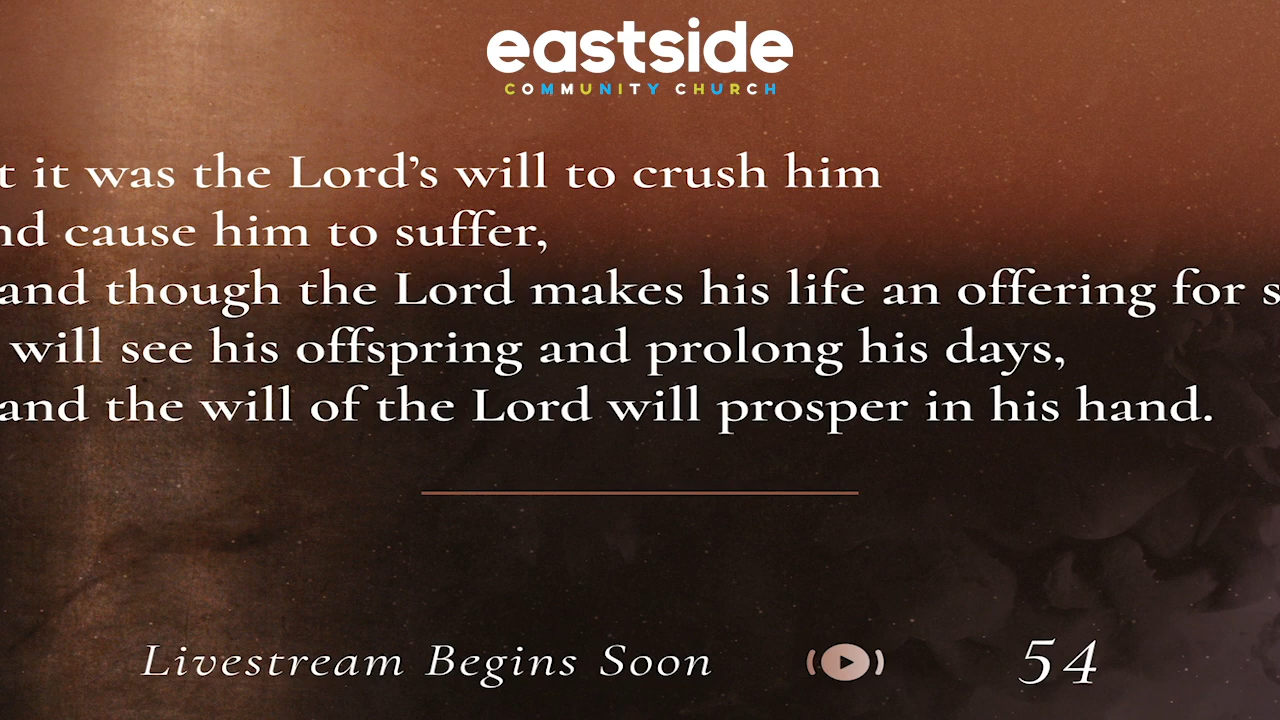 eastside
COMMUNITY CHURCH
t it was the Lord’s will to crush him
nd cause him to suffer,
and though the Lord makes his life an offering for s
will see his offspring and prolong his days,
and the will of the Lord will prosper in his hand.
Livestream Begins Soon
54